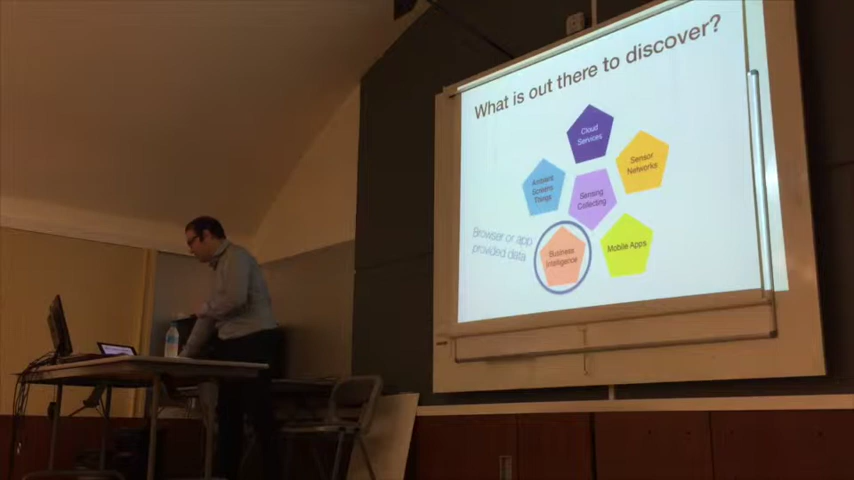 What is out there to discover?
Cloud
Services
Sensor
Networks
Ambient
Screens
Things
Sensing
Collecting
Browser or app
provided data
Business
Intelligence
Mobile Apps